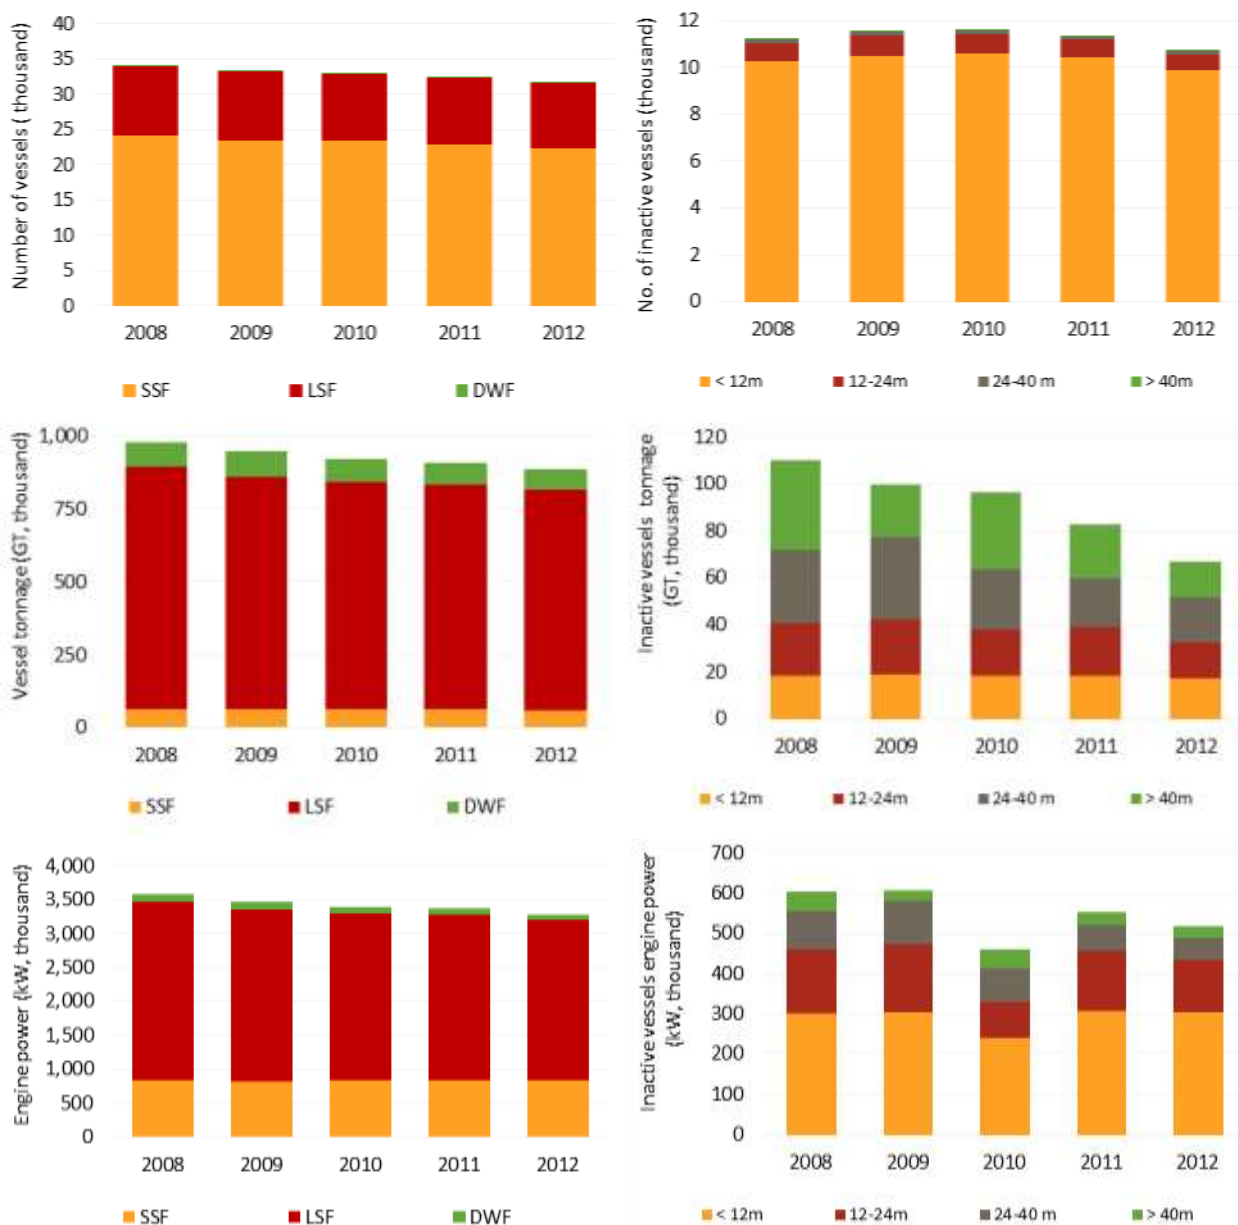 Number of vessels ( thousand)
40
35
30
25
20
15
10
5
0
2008 2009 2010 2011 2012
SSF LSF DWF
No. of inactive vessels (thousand)
12
10
8
6
4
2
0
2008 2009 2010 2011 2012
< 12m 12-24m 24-40 m > 40m
Vessel tonnage (GT, thousand)
1,000
750
500
250
0
2008 2009 2010 2011 2012
SSF LSF DWF
Inactive vessels tonnage
(GT, thousand)
120
100
80
60
40
20
0
2008 2009 2010 2011 2012
< 12m 12-24m 24-40 m > 40m
Engine power (kW, thousand)
4,000
3,500
3,000
2,500
2,000
1,500
1,000
500
0
2008 2009 2010 2011 2012
SSF LSF DWF
Inactive vessels engine power
(kW, thousand)
700
600
500
400
300
200
100
0
2008 2009 2010 2011 2012
< 12m 12-24m 24-40 m > 40m